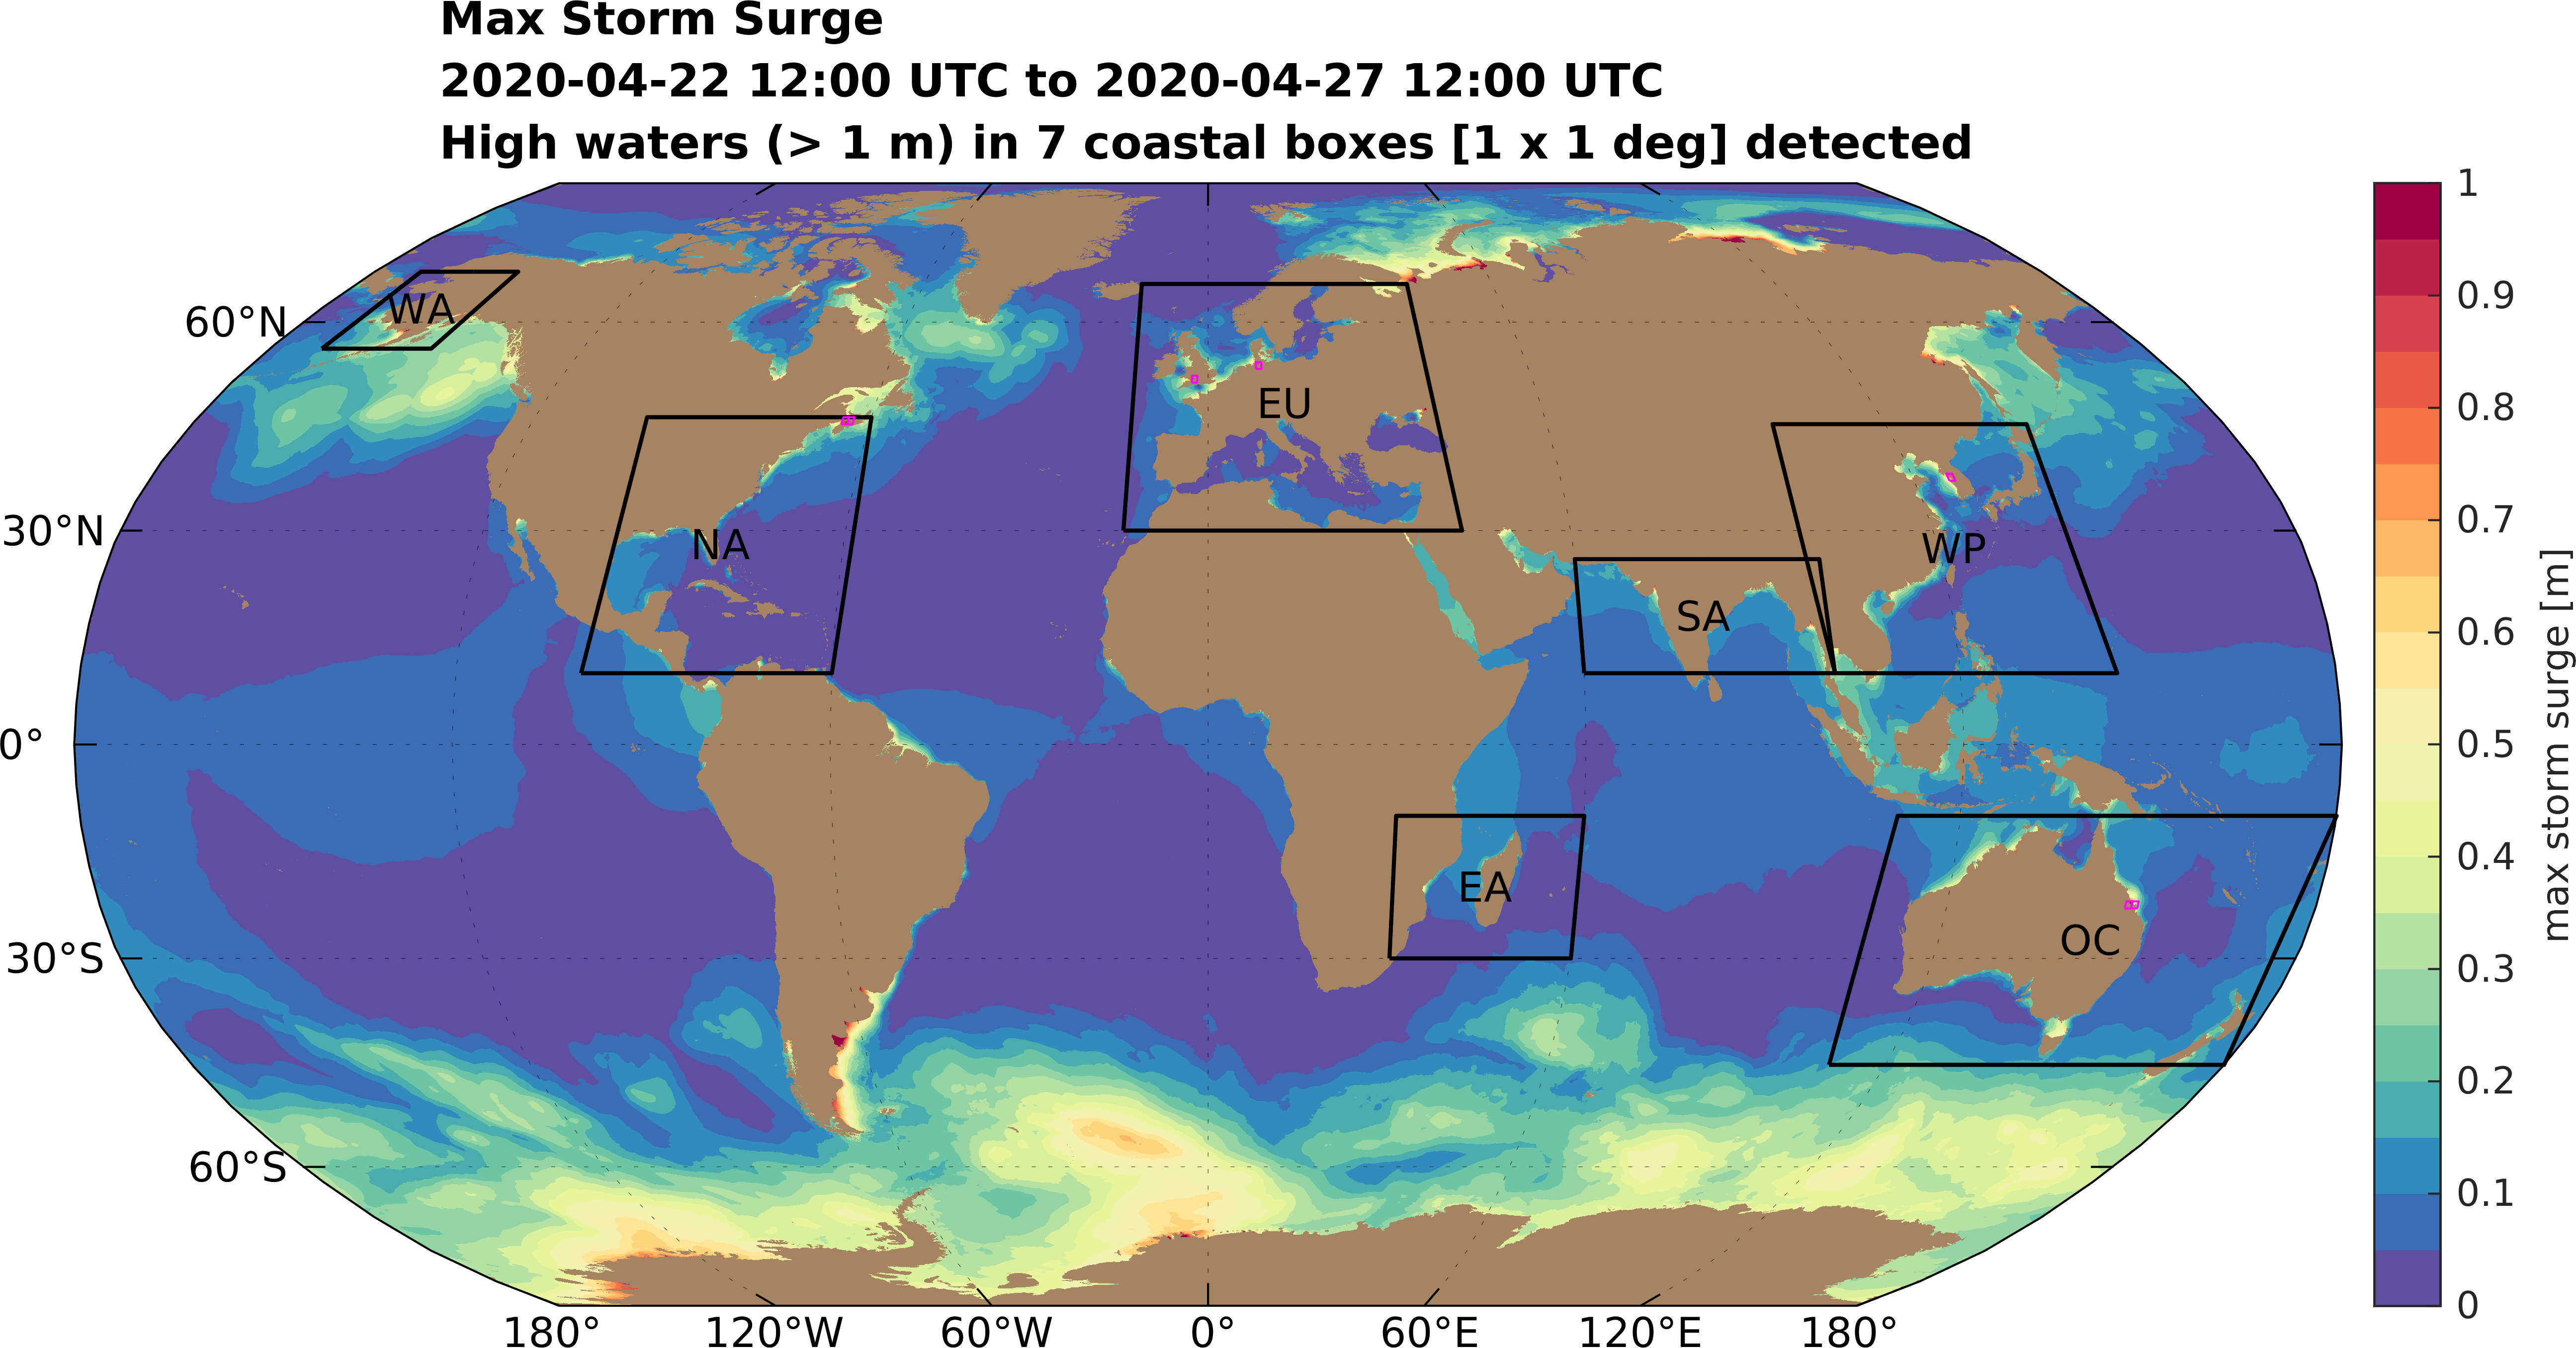 Max Storm Surge
2020-04-22 12:00 UTC to 2020-04-27 12:00 UTC
High waters (> 1 m) in 7 coastal boxes [1 x 1 deg] detected
60°N
30°N
0°
30°S
60°S
WA
NA
EU
SA
WP
EA
OC
180°
120°W
60°W
0°
60°E
120°E
180°
1
0.9
0.8
0.7
0.6
0.5
0.4
0.3
0.2
0.1
0
max storm surge [m]